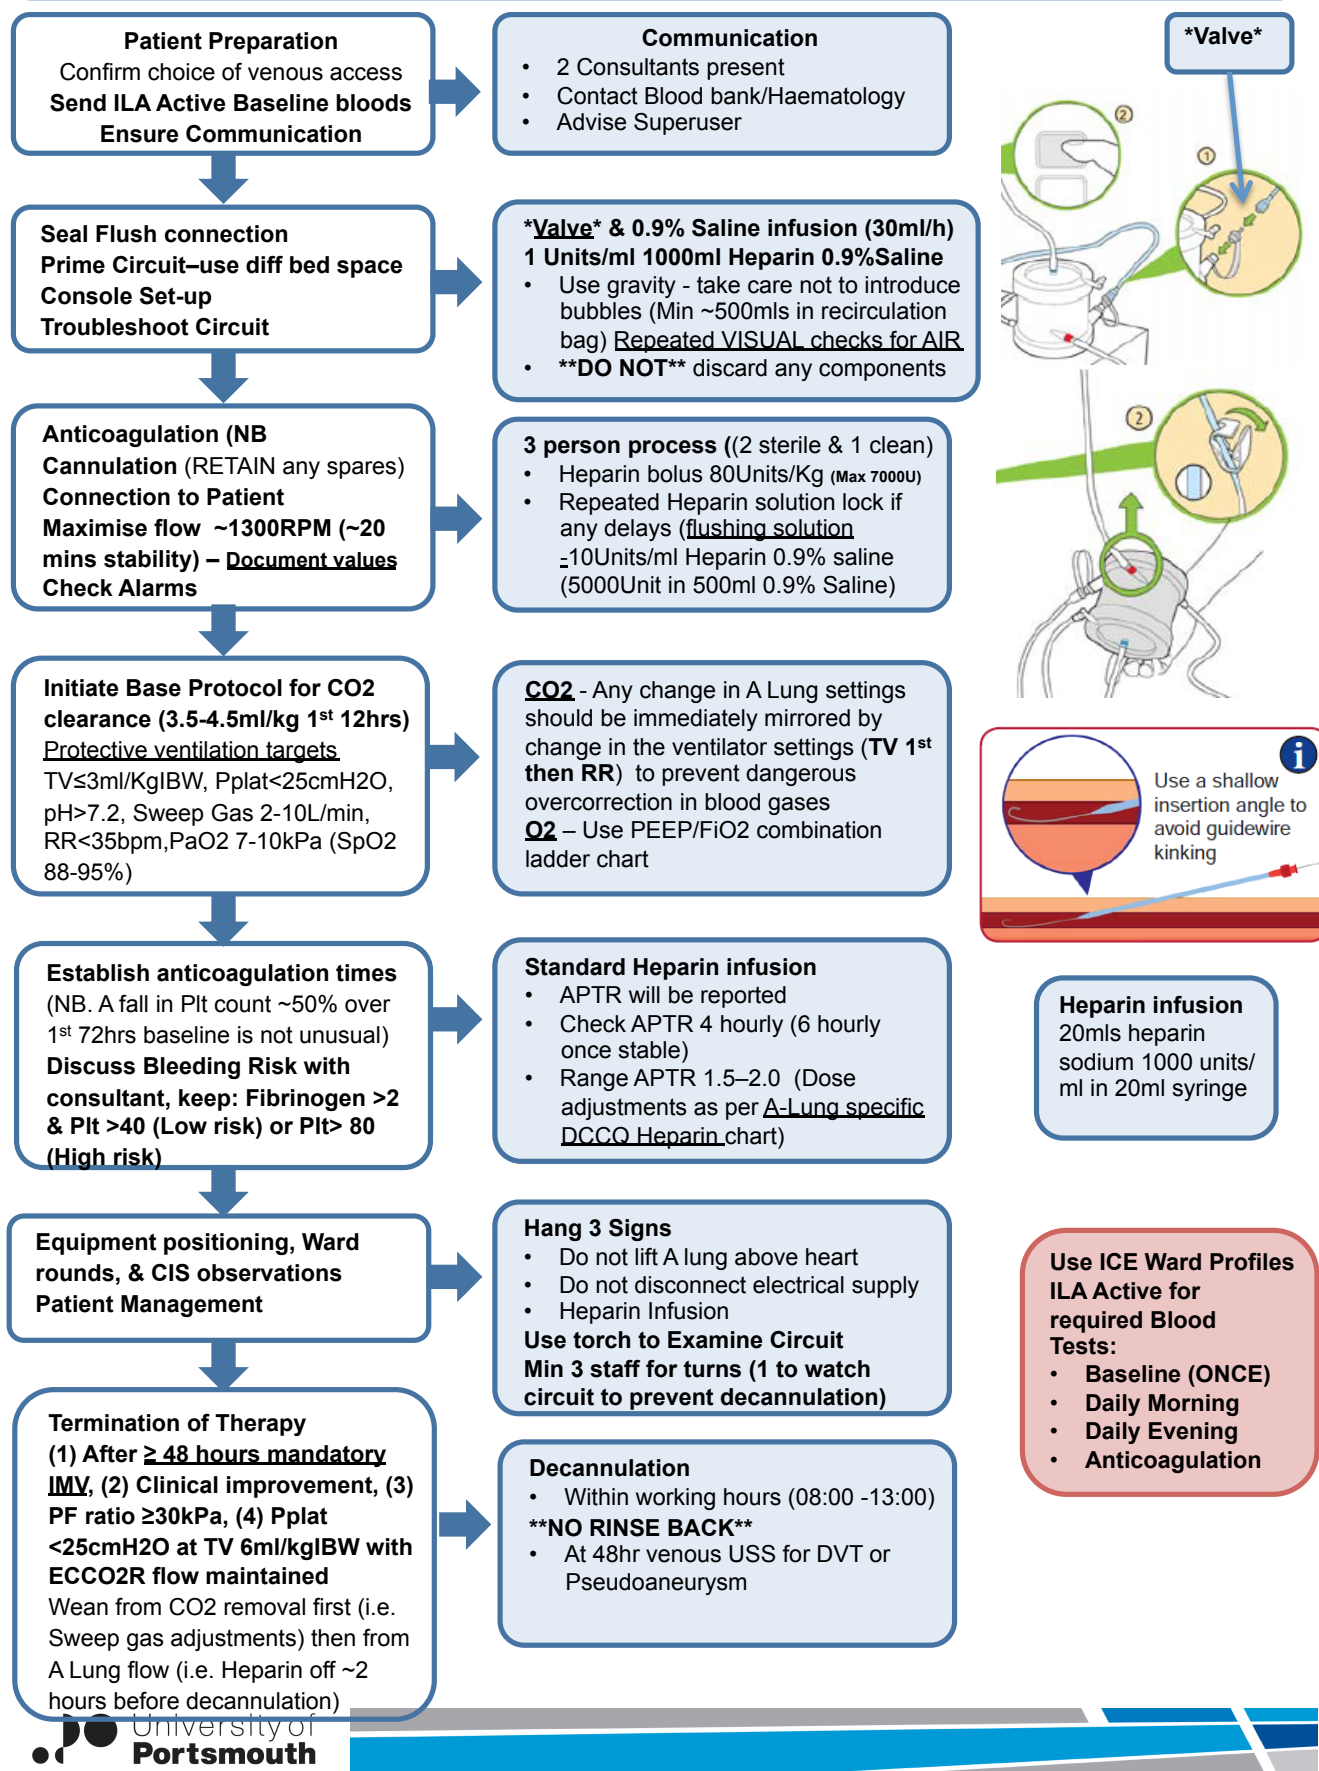 Patient Preparation
Confirm choice of venous access
Send ILA Active Baseline bloods
Ensure Communication
Communication
• 2 Consultants present
• Contact Blood bank/Haematology
• Advise Superuser
*Valve*
2
1
Seal Flush connection
Prime Circuit–use diff bed space
Console Set-up
Troubleshoot Circuit
*Valve* & 0.9% Saline infusion (30ml/h)
1 Units/ml 1000ml Heparin 0.9%Saline
• Use gravity - take care not to introduce
bubbles (Min ~500mls in recirculation
bag) Repeated VISUAL checks for AIR
• **DO NOT** discard any components
Anticoagulation (NB
Cannulation (RETAIN any spares)
Connection to Patient
Maximise flow ~1300RPM (~20
mins stability) – Document values
Check Alarms
3 person process ((2 sterile & 1 clean)
• Heparin bolus 80Units/Kg (Max 7000U)
• Repeated Heparin solution lock if
any delays (flushing solution
-10Units/ml Heparin 0.9% saline
(5000Unit in 500ml 0.9% Saline)
2
Initiate Base Protocol for CO2
clearance (3.5-4.5ml/kg 1st 12hrs)
Protective ventilation targets
TV≤3ml/KgIBW, Pplat<25cmH2O,
pH>7.2, Sweep Gas 2-10L/min,
RR<35bpm,PaO2 7-10kPa (SpO2
88-95%)
CO2 - Any change in A Lung settings
should be immediately mirrored by
change in the ventilator settings (TV 1st
then RR) to prevent dangerous
overcorrection in blood gases
O2 – Use PEEP/FiO2 combination
ladder chart
i
Use a shallow
insertion angle to
avoid guidewire
kinking
Establish anticoagulation times
(NB. A fall in Plt count ~50% over
1st 72hrs baseline is not unusual)
Discuss Bleeding Risk with
consultant, keep: Fibrinogen >2
& Plt >40 (Low risk) or Plt> 80
(High risk)
Standard Heparin infusion
• APTR will be reported
• Check APTR 4 hourly (6 hourly
once stable)
• Range APTR 1.5–2.0 (Dose
adjustments as per A-Lung specific
DCCQ Heparin chart)
Heparin infusion
20mls heparin
sodium 1000 units/
ml in 20ml syringe
Equipment positioning, Ward
rounds, & CIS observations
Patient Management
Hang 3 Signs
• Do not lift A lung above heart
• Do not disconnect electrical supply
• Heparin Infusion
Use torch to Examine Circuit
Min 3 staff for turns (1 to watch
circuit to prevent decannulation)
Use ICE Ward Profiles
ILA Active for
required Blood
Tests:
• Baseline (ONCE)
• Daily Morning
• Daily Evening
• Anticoagulation
Termination of Therapy
(1) After ≥ 48 hours mandatory
IMV, (2) Clinical improvement, (3)
PF ratio ≥30kPa, (4) Pplat
<25cmH2O at TV 6ml/kgIBW with
ECCO2R flow maintained
Wean from CO2 removal first (i.e.
Sweep gas adjustments) then from
A Lung flow (i.e. Heparin off ~2
hours before decannulation)
Decannulation
• Within working hours (08:00 -13:00)
**NO RINSE BACK**
• At 48hr venous USS for DVT or
Pseudoaneurysm
University of
Portsmouth